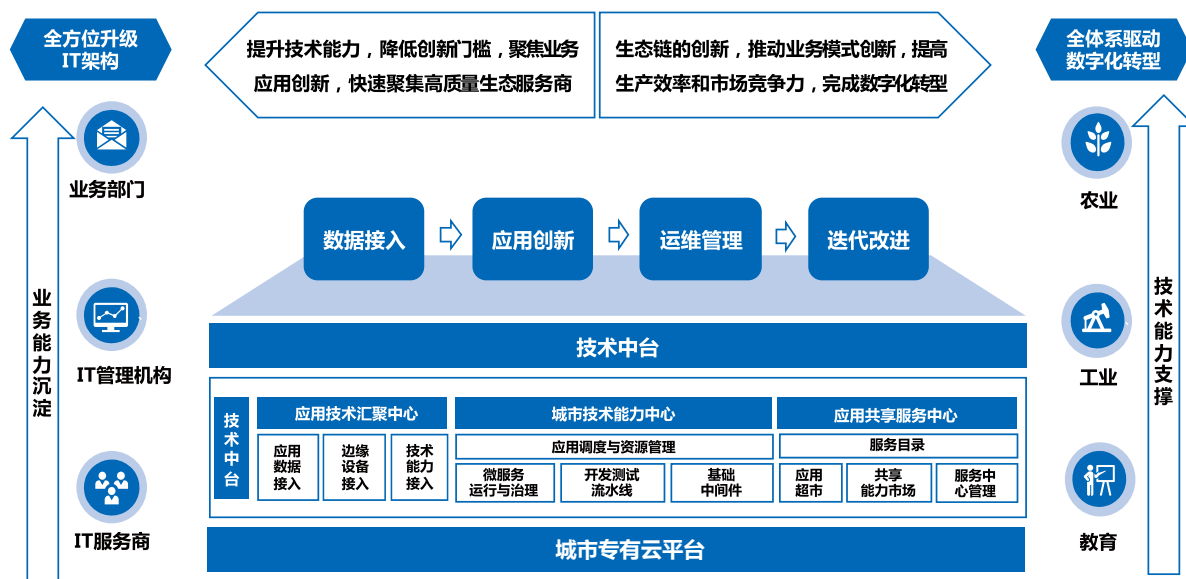 全方位升级
IT架构
提升技术能力，降低创新门槛，聚焦业务
应用创新，快速聚集高质量生态服务商
生态链的创新，推动业务模式创新，提高
生产效率和市场竞争力，完成数字化转型
全体系驱动
数字化转型
业务部门
IT管理机构
IT服务商
业务能力沉淀
数据接入
应用创新
运维管理
迭代改进
技术中台
技术中台
应用技术汇聚中心
应用
数据
接入
边缘
设备
接入
技术
能力
接入
城市技术能力中心
应用调度与资源管理
微服务
运行与治理
开发测试
流水线
基础
中间件
应用共享服务中心
服务目录
应用
超市
共享
能力市场
服务中
心管理
城市专有云平台
农业
工业
教育
技术能力支撑